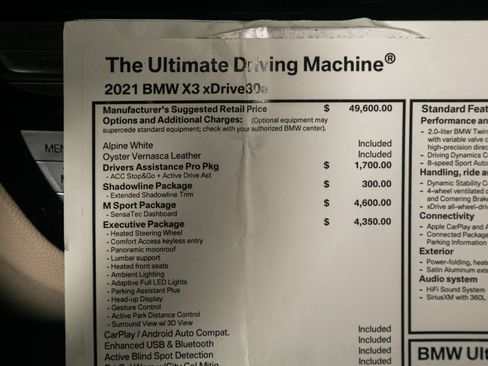 The Ultimate Driving Machine®
2021 BMW X3 xDrive30e
Manufacturer's Suggested Retail Price $ 49,600.00
Options and Additional Charges: (Optional equipment may
supercede standard equipment; check with your authorized BMW center).
Alpine White Included
Oyster Vernasca Leather Included
Drivers Assistance Pro Pkg $ 1,700.00
- ACC Stop&Go + Active Drive Ast
Shadowline Package $ 300.00
- Extended Shadowline Trim
M Sport Package $ 4,600.00
- SensaTec Dashboard
Executive Package $ 4,350.00
- Heated Steering Wheel
- Comfort Access keyless entry
- Panoramic moonroof
- Lumbar support
- Heated front seats
- Ambient Lighting
- Adaptive Full LED Lights
- Parking Assistant Plus
- Head-up Display
- Gesture Control
- Active Park Distance Control
- Surround View w/ 3D View
CarPlay / Android Auto Compat. Included
Enhanced USB & Bluetooth Included
Active Blind Spot Detection Included
Included
Standard Feat
Performance an
- 2.0-liter BMW Twin
with variable valve c
high-precision direc
- Driving Dynamics C
- 8-speed Sport Auto
Handling, ride a
- Dynamic Stability C
- 4-wheel ventilated d
and Cornering Brake
- xDrive all-wheel-driv
Connectivity
- Apple CarPlay and A
- Connected Package
Parking Information
Exterior
- Power-folding, heate
- Satin Aluminum exte
Audio system
- HiFi Sound System
- SiriusXM with 360L
BMW Ult
MEN